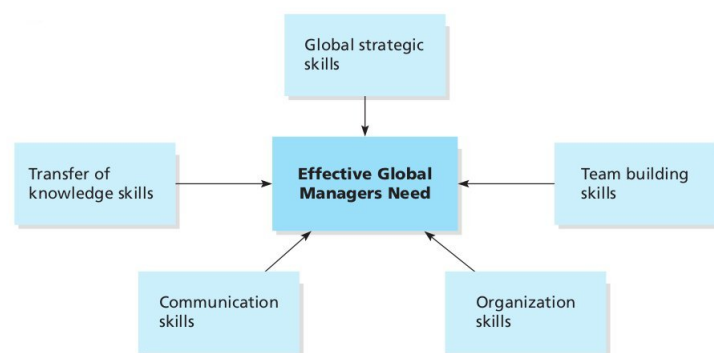 Global strategic
skills
Transfer of
knowledge skills
Effective Global
Managers Need
Team building
skills
Communication
skills
Organization
skills